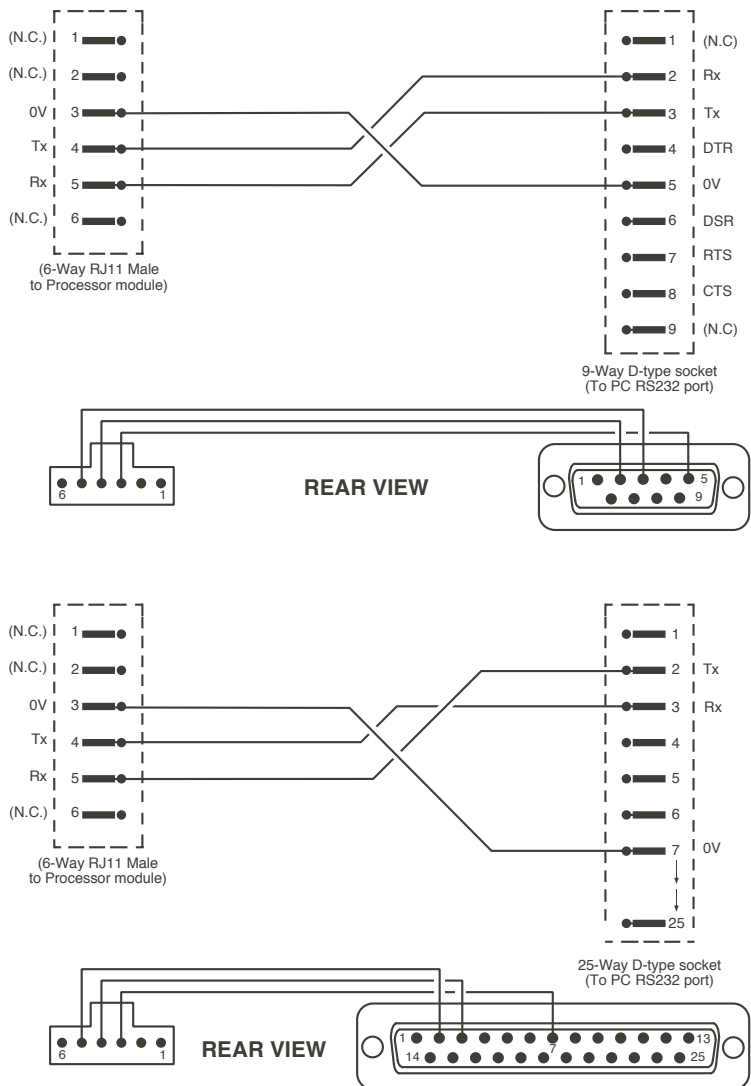 (N.C.) 1
(N.C.) 2
0V 3
Tx 4
Rx 5
(N.C.) 6
(6-Way RJ11 Male
to Processor module)
1 (N.C)
2 Rx
3 Tx
4 DTR
5 0V
6 DSR
7 RTS
8 CTS
9 (N.C)
9-Way D-type socket
(To PC RS232 port)
6 1
REAR VIEW
1 5
9
(N.C.) 1
(N.C.) 2
0V 3
Tx 4
Rx 5
(N.C.) 6
(6-Way RJ11 Male
to Processor module)
1
2 Tx
3 Rx
4
5
6
7 0V
25
25-Way D-type socket
(To PC RS232 port)
6 1
REAR VIEW
1 7 13
14 25